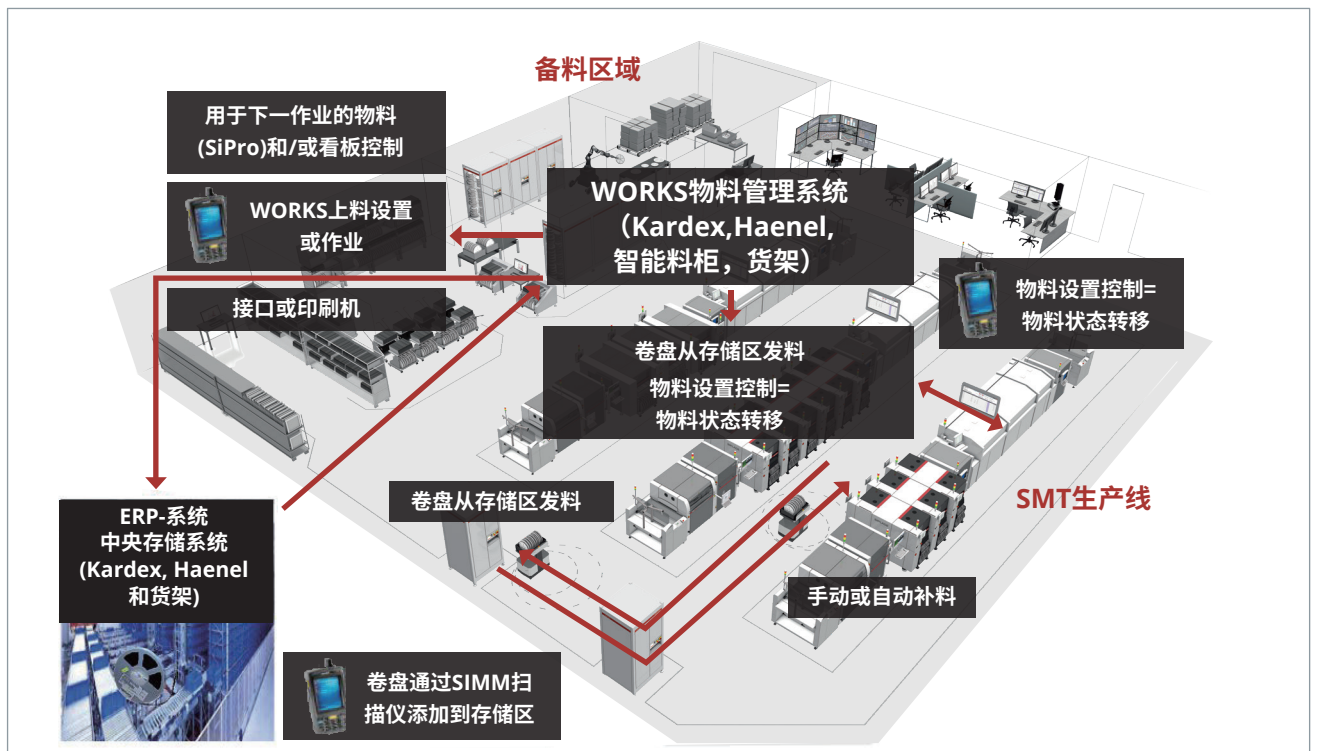 备料区域
用于下一作业的物料
(SiPro)和/或看板控制
WORKS上料设置
或作业
接口或印刷机
WORKS物料管理系统
（Kardex,Haenel,
智能料柜，货架）
物料设置控制=
物料状态转移
卷盘从存储区发料
物料设置控制=
物料状态转移
卷盘从存储区发料
SMT生产线
ERP-系统
中央存储系统
(Kardex, Haenel
和货架)
手动或自动补料
卷盘通过SIMM扫
描仪添加到存储区